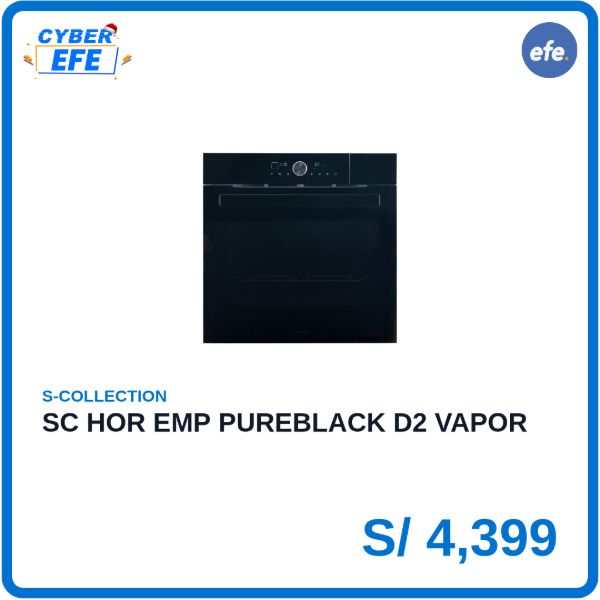 CYBER
EFE
efe.
S-COLLECTION
SC HOR EMP PUREBLACK D2 VAPOR
S/ 4,399